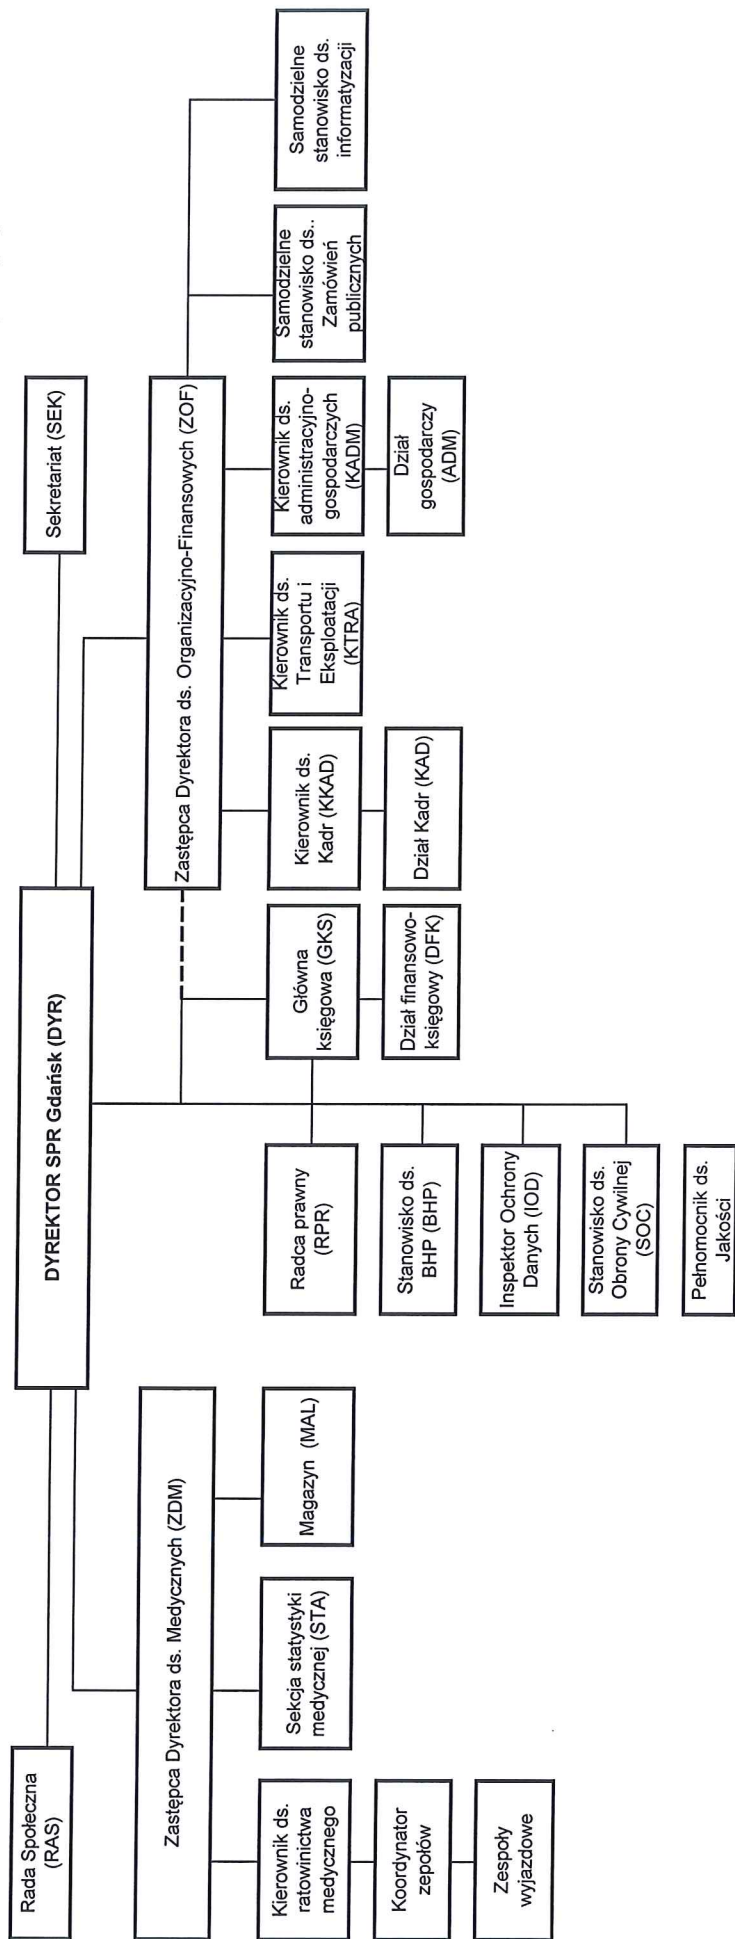 Rada Społeczna
(RAS)
DYREKTOR SPR Gdańsk (DYR)
Sekretariat (SEK)
Zastępca Dyrektora ds. Medycznych (ZDM)
Zastępca Dyrektora ds. Organizacyjno-Finansowych (ZOF)
Kierownik ds.
ratowinictwa
medycznego
Sekcja statystyki
medycznej (STA)
Magazyn (MAL)
Radca prawny
(RPR)
Główna
księgowa (GKS)
Kierownik ds.
Kadr (KKAD)
Kierownik ds.
Transportu i
Eksploatacji
(KTRA)
Kierownik ds.
administracyjno-
gospodarczych
(KADM)
Samodzielne
stanowisko ds..
Zamówień
publicznych
Samodzielne
stanowisko ds.
informatyzacji
Koordynator
zepołów
Stanowisko ds.
BHP (BHP)
Dział finansowo-
księgowy (DFK)
Dział Kadr (KAD)
Dział
gospodarczy
(ADM)
Zespoły
wyjazdowe
Inspektor Ochrony
Danych (IOD)
Stanowisko ds.
Obrony Cywilnej
(SOC)
Pełnomocnik ds.
Jakości